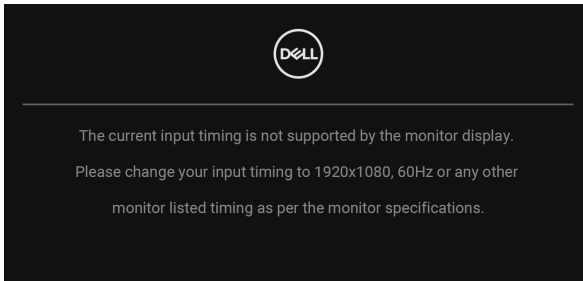 DELL
The current input timing is not supported by the monitor display.
Please change your input timing to 1920x1080, 60Hz or any other
monitor listed timing as per the monitor specifications.